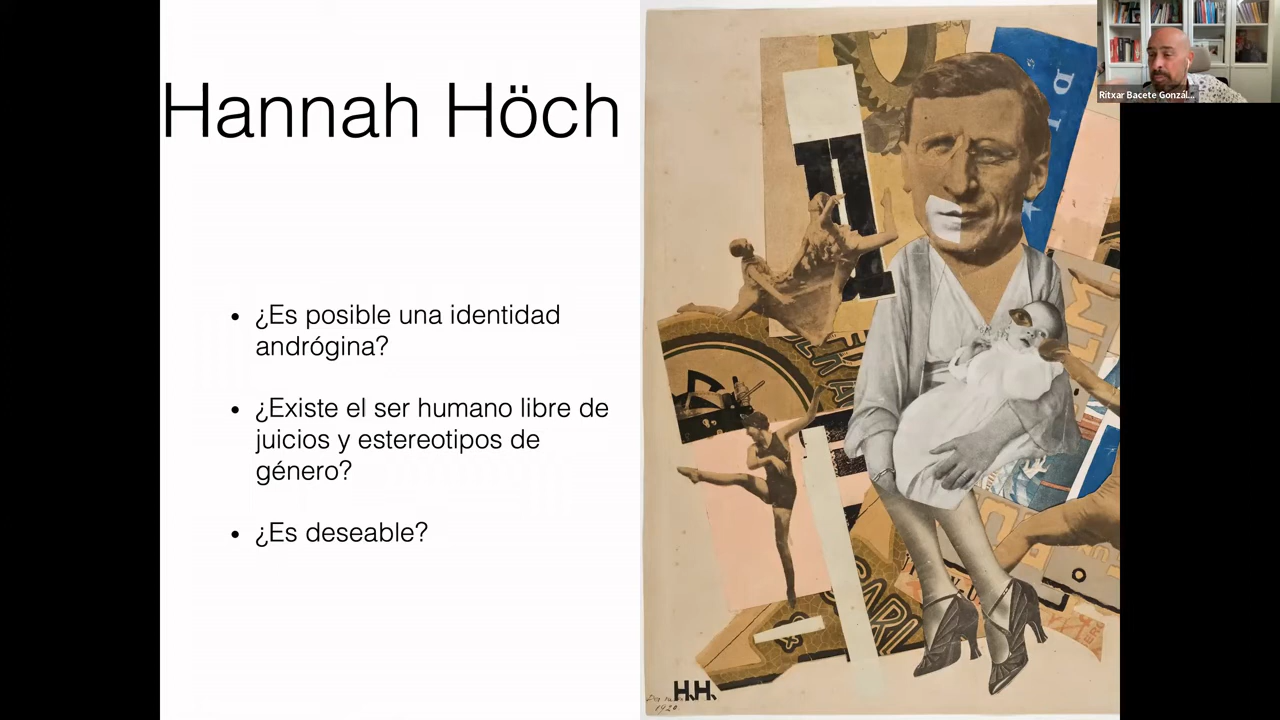 Hannah Höch
• ¿Es posible una identidad
andrógina?
• ¿Existe el ser humano libre de
juicios y estereotipos de
género?
• ¿Es deseable?
Ritxar Bacete Gonzál...
H.H.
1920